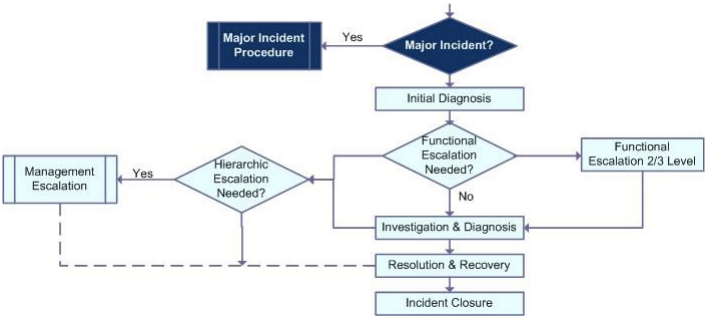 Major Incident
Procedure
Yes
Major Incident?
Initial Diagnosis
Functional
Escalation
Needed?
Functional
Escalation 2/3 Level
Hierarchic
Escalation
Needed?
Yes
Management
Escalation
No
Investigation & Diagnosis
Resolution & Recovery
Incident Closure